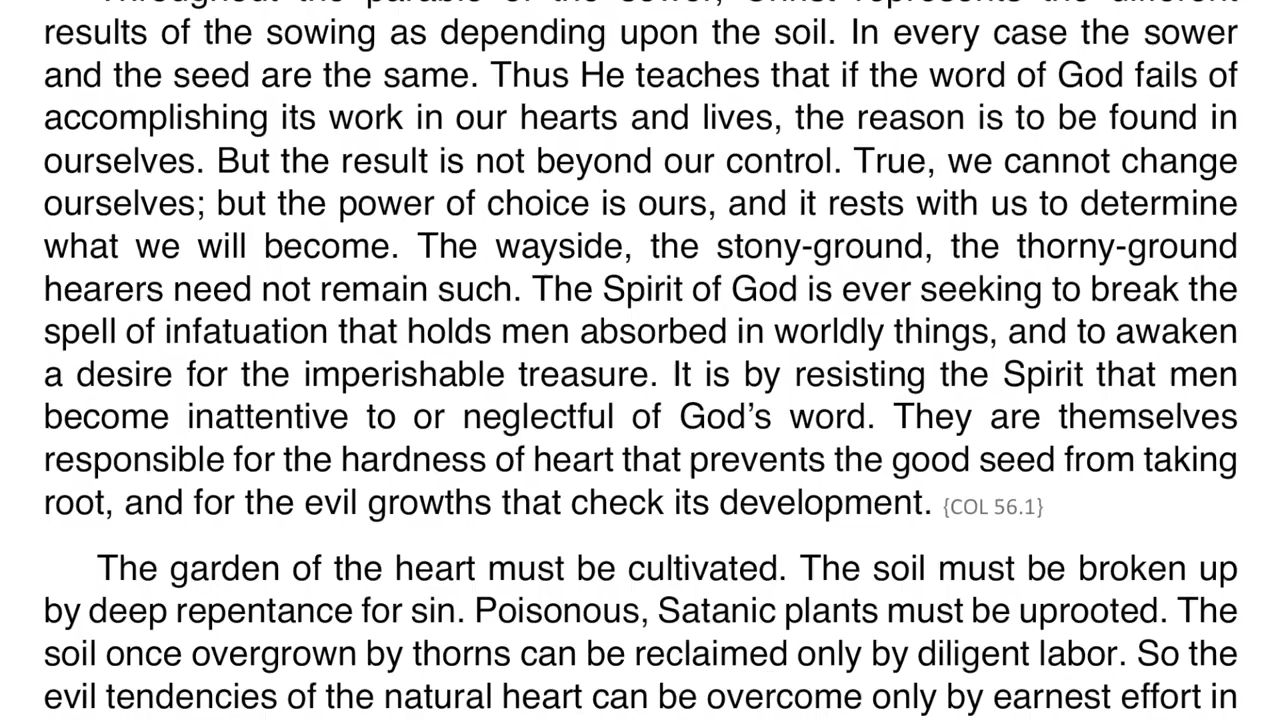 Throughout the parable of the sower, Christ represents the different
results of the sowing as depending upon the soil. In every case the sower
and the seed are the same. Thus He teaches that if the word of God fails of
accomplishing its work in our hearts and lives, the reason is to be found in
ourselves. But the result is not beyond our control. True, we cannot change
ourselves; but the power of choice is ours, and it rests with us to determine
what we will become. The wayside, the stony-ground, the thorny-ground
hearers need not remain such. The Spirit of God is ever seeking to break the
spell of infatuation that holds men absorbed in worldly things, and to awaken
a desire for the imperishable treasure. It is by resisting the Spirit that men
become inattentive to or neglectful of God’s word. They are themselves
responsible for the hardness of heart that prevents the good seed from taking
root, and for the evil growths that check its development. {COL 56.1}
The garden of the heart must be cultivated. The soil must be broken up
by deep repentance for sin. Poisonous, Satanic plants must be uprooted. The
soil once overgrown by thorns can be reclaimed only by diligent labor. So the
evil tendencies of the natural heart can be overcome only by earnest effort in